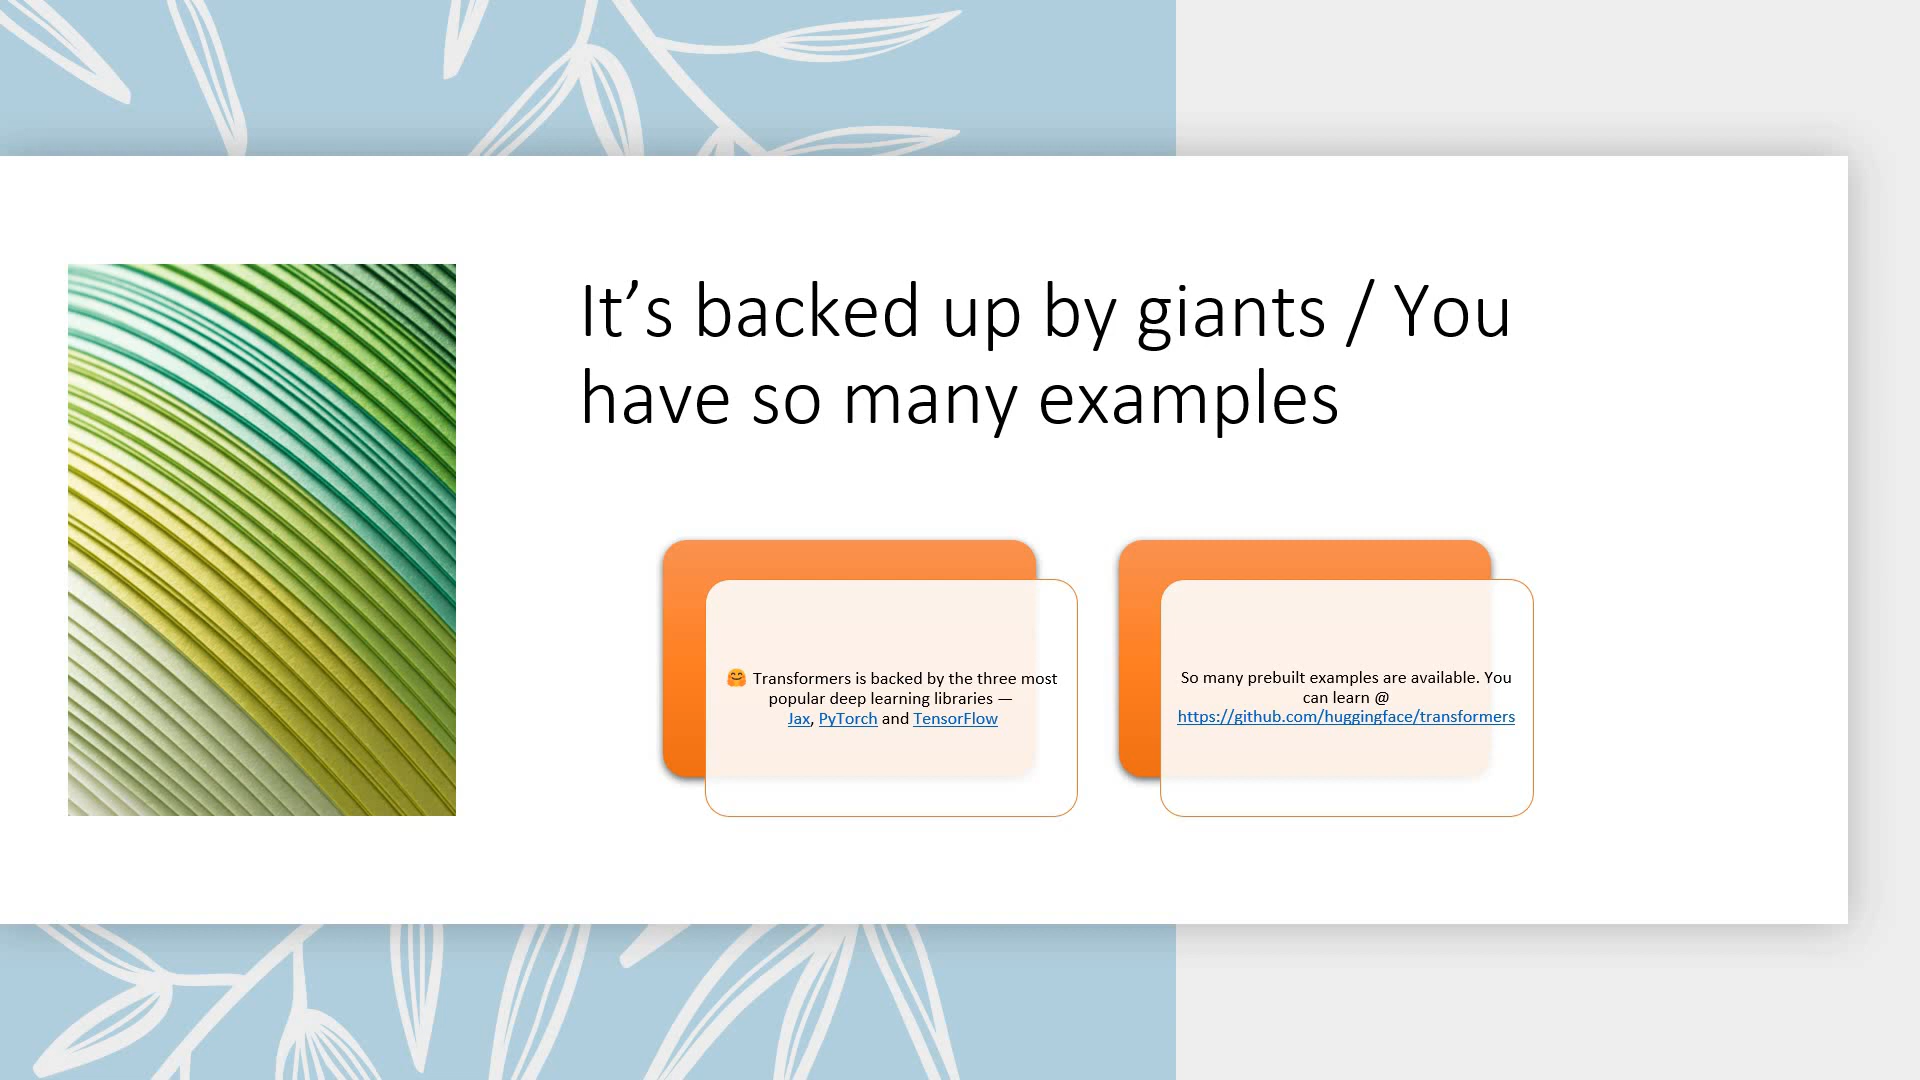 It’s backed up by giants / You
have so many examples
🤗 Transformers is backed by the three most
popular deep learning libraries —
Jax, PyTorch and TensorFlow
So many prebuilt examples are available. You
can learn @
https://github.com/huggingface/transformers